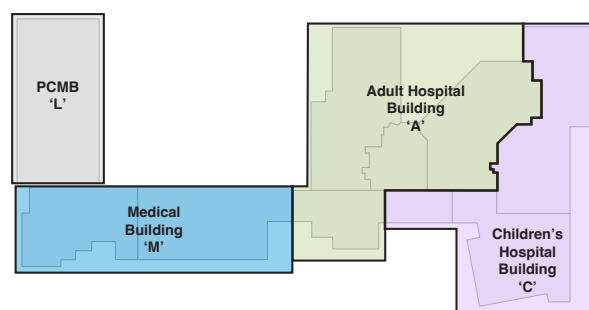 PCMB
‘L’
Adult Hospital
Building
‘A’
Medical
Building
‘M’
Children’s
Hospital
Building
‘C’